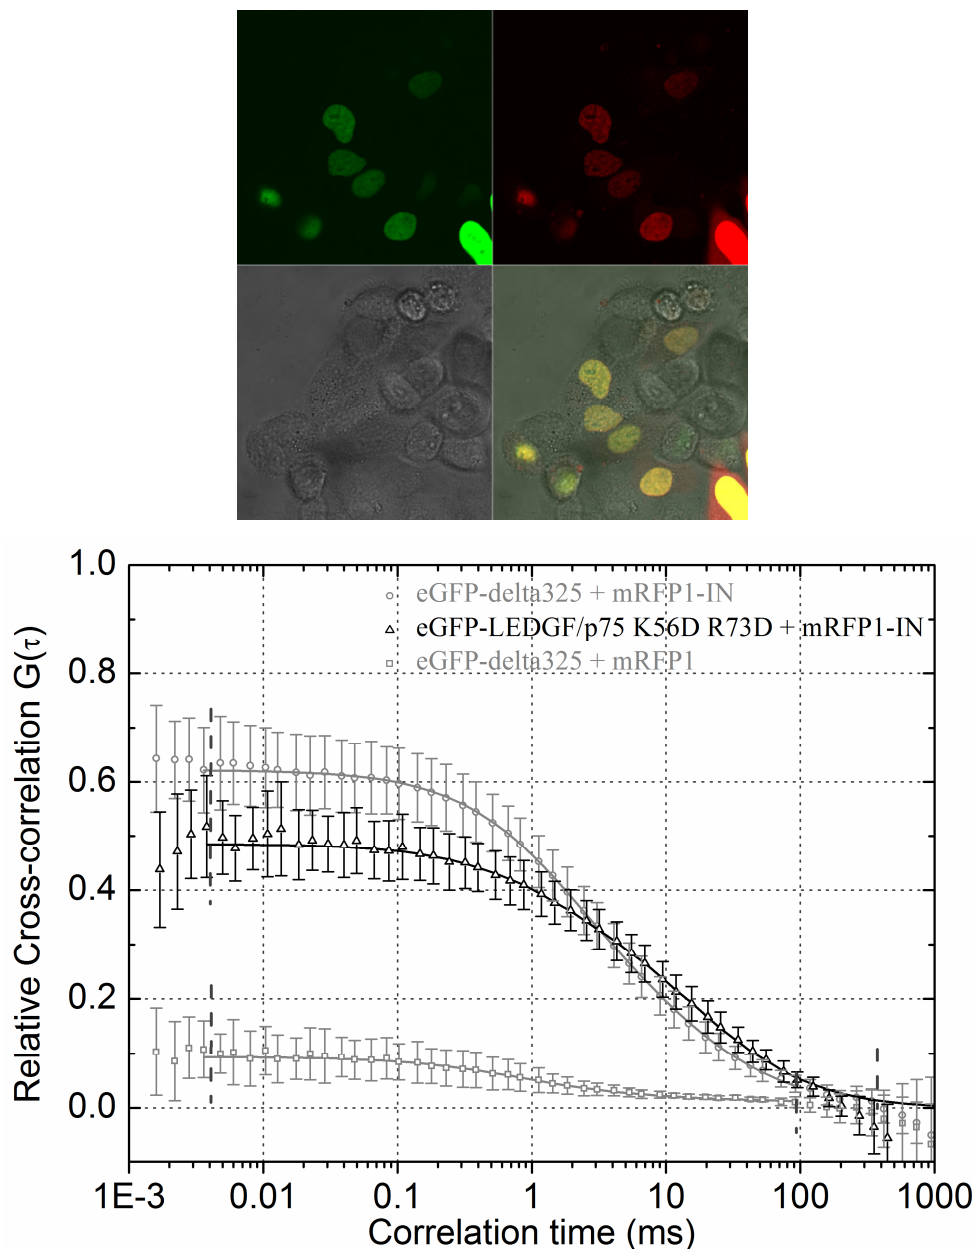 1.0
0.8
0.6
0.4
0.2
0.0
Relative Cross-correlation G(τ)
eGFP-delta325 + mRFP1-IN
eGFP-LEDGF/p75 K56D R73D + mRFP1-IN
eGFP-delta325 + mRFP1
1E-3 0.01 0.1 1 10 100 1000
Correlation time (ms)